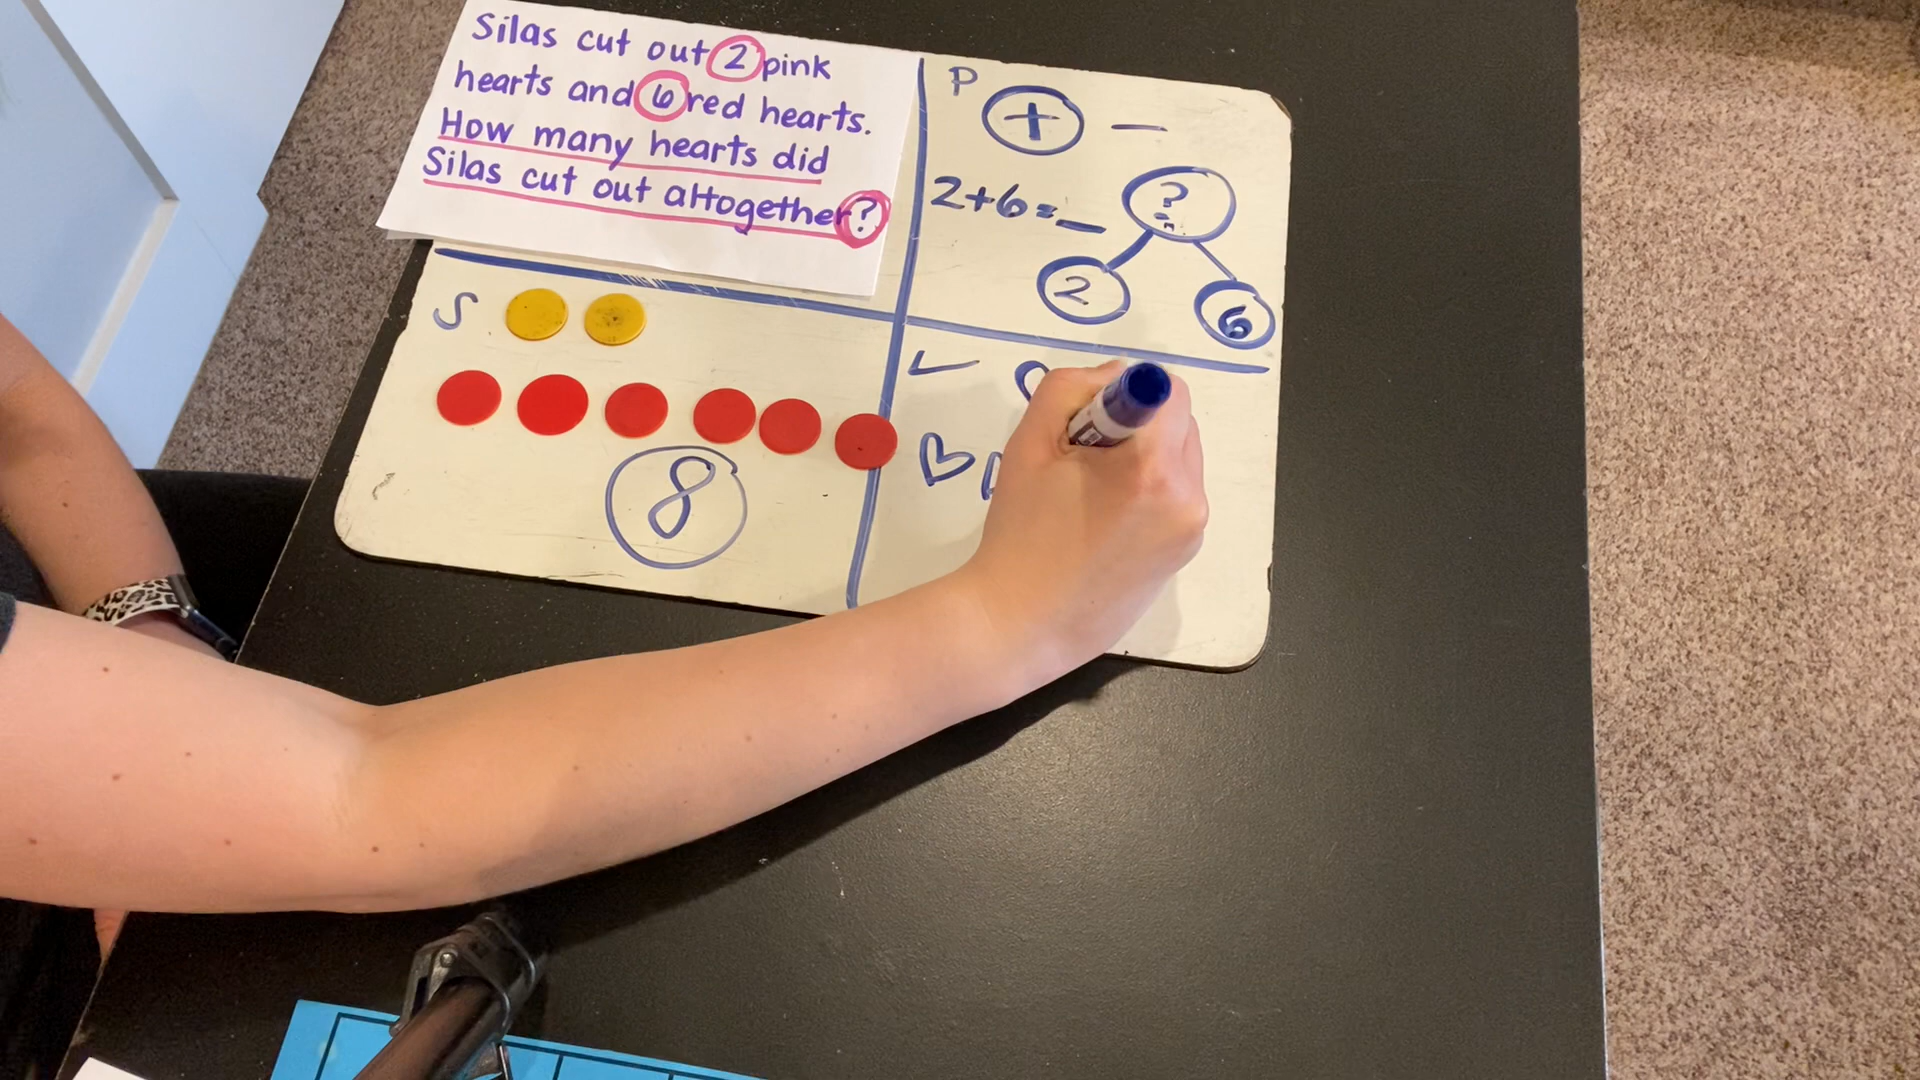 Silas cut out 2 pink
hearts and 6 red hearts.
How many hearts did
Silas cut out altogether?
P + -
2+6=_
?
2 6
S
8
✓